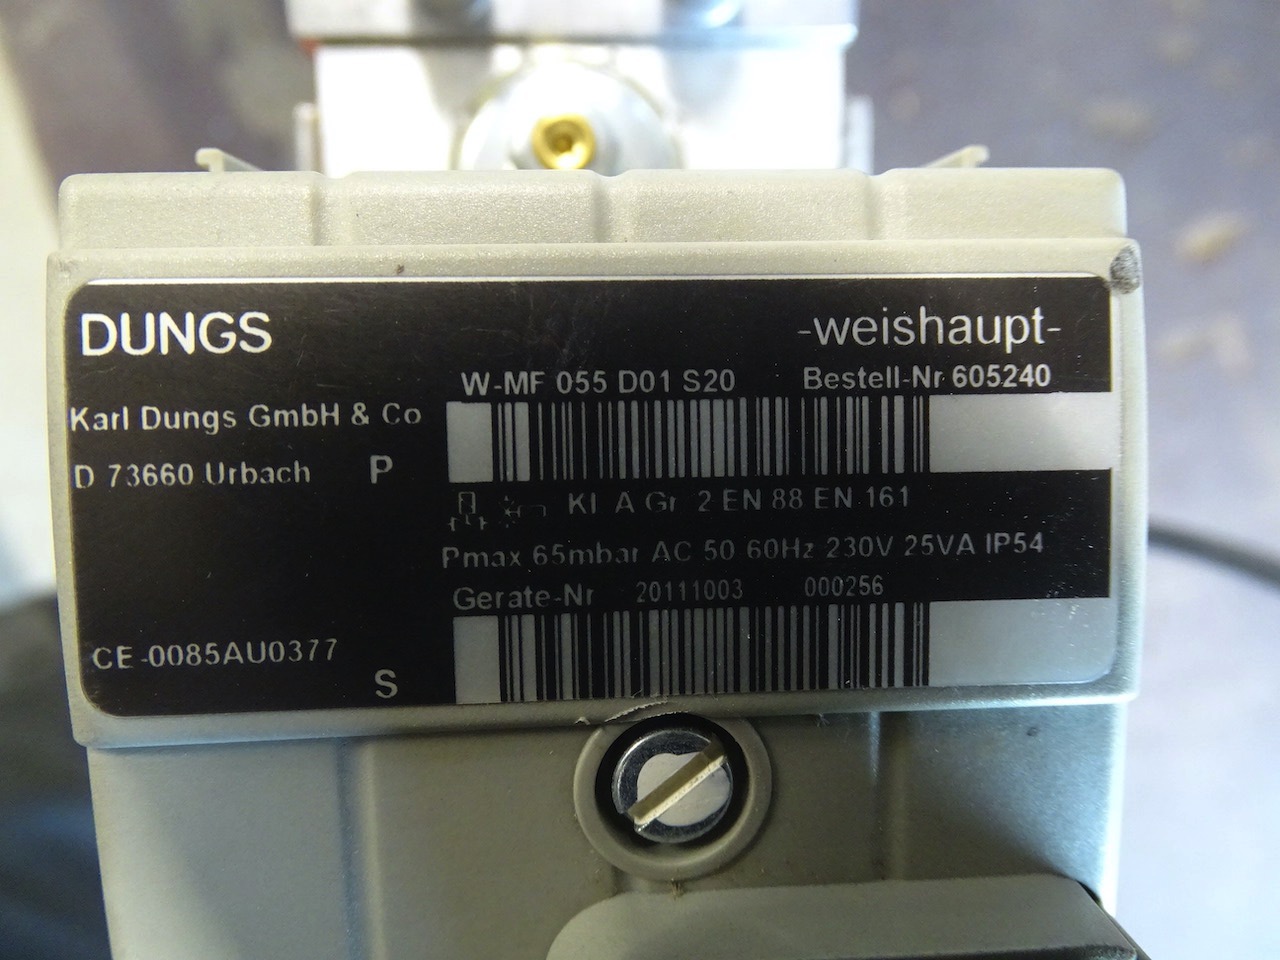 DUNGS
-weishaupt-
W-MF 055 D01 S20 Bestell-Nr 605240
Karl Dungs GmbH & Co
D 73660 Urbach P
Kl A Gr 2 EN 88 EN 161
Pmax 65mbar AC 50 60Hz 230V 25VA IP54
Gerate-Nr 20111003 000256
CE-0085AU0377
S